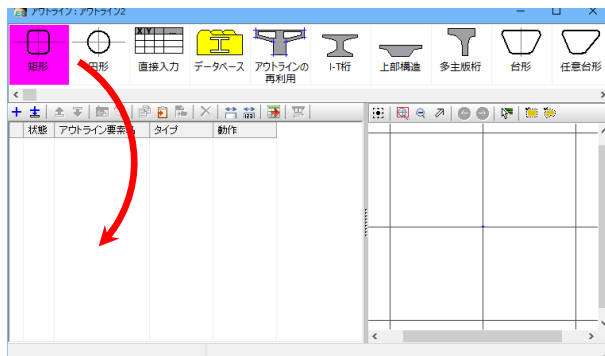 アウトライン：アウトライン2
矩形 円形 直接入力 データベース アウトラインの再利用 I-T桁 上部構造 多主版桁 台形 任意台形
状態 アウトライン要素名 タイプ 動作